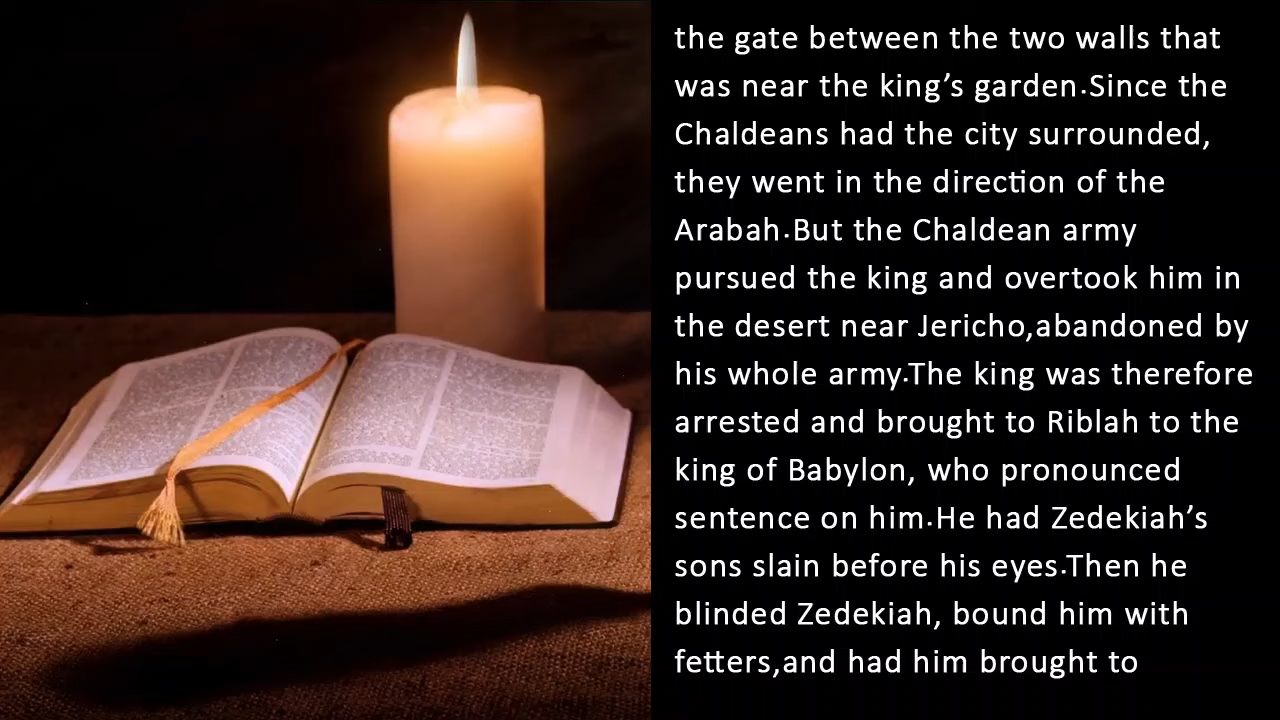 the gate between the two walls that
was near the king’s garden.Since the
Chaldeans had the city surrounded,
they went in the direction of the
Arabah.But the Chaldean army
pursued the king and overtook him in
the desert near Jericho,abandoned by
his whole army.The king was therefore
arrested and brought to Riblah to the
king of Babylon, who pronounced
sentence on him.He had Zedekiah’s
sons slain before his eyes.Then he
blinded Zedekiah, bound him with
fetters,and had him brought to